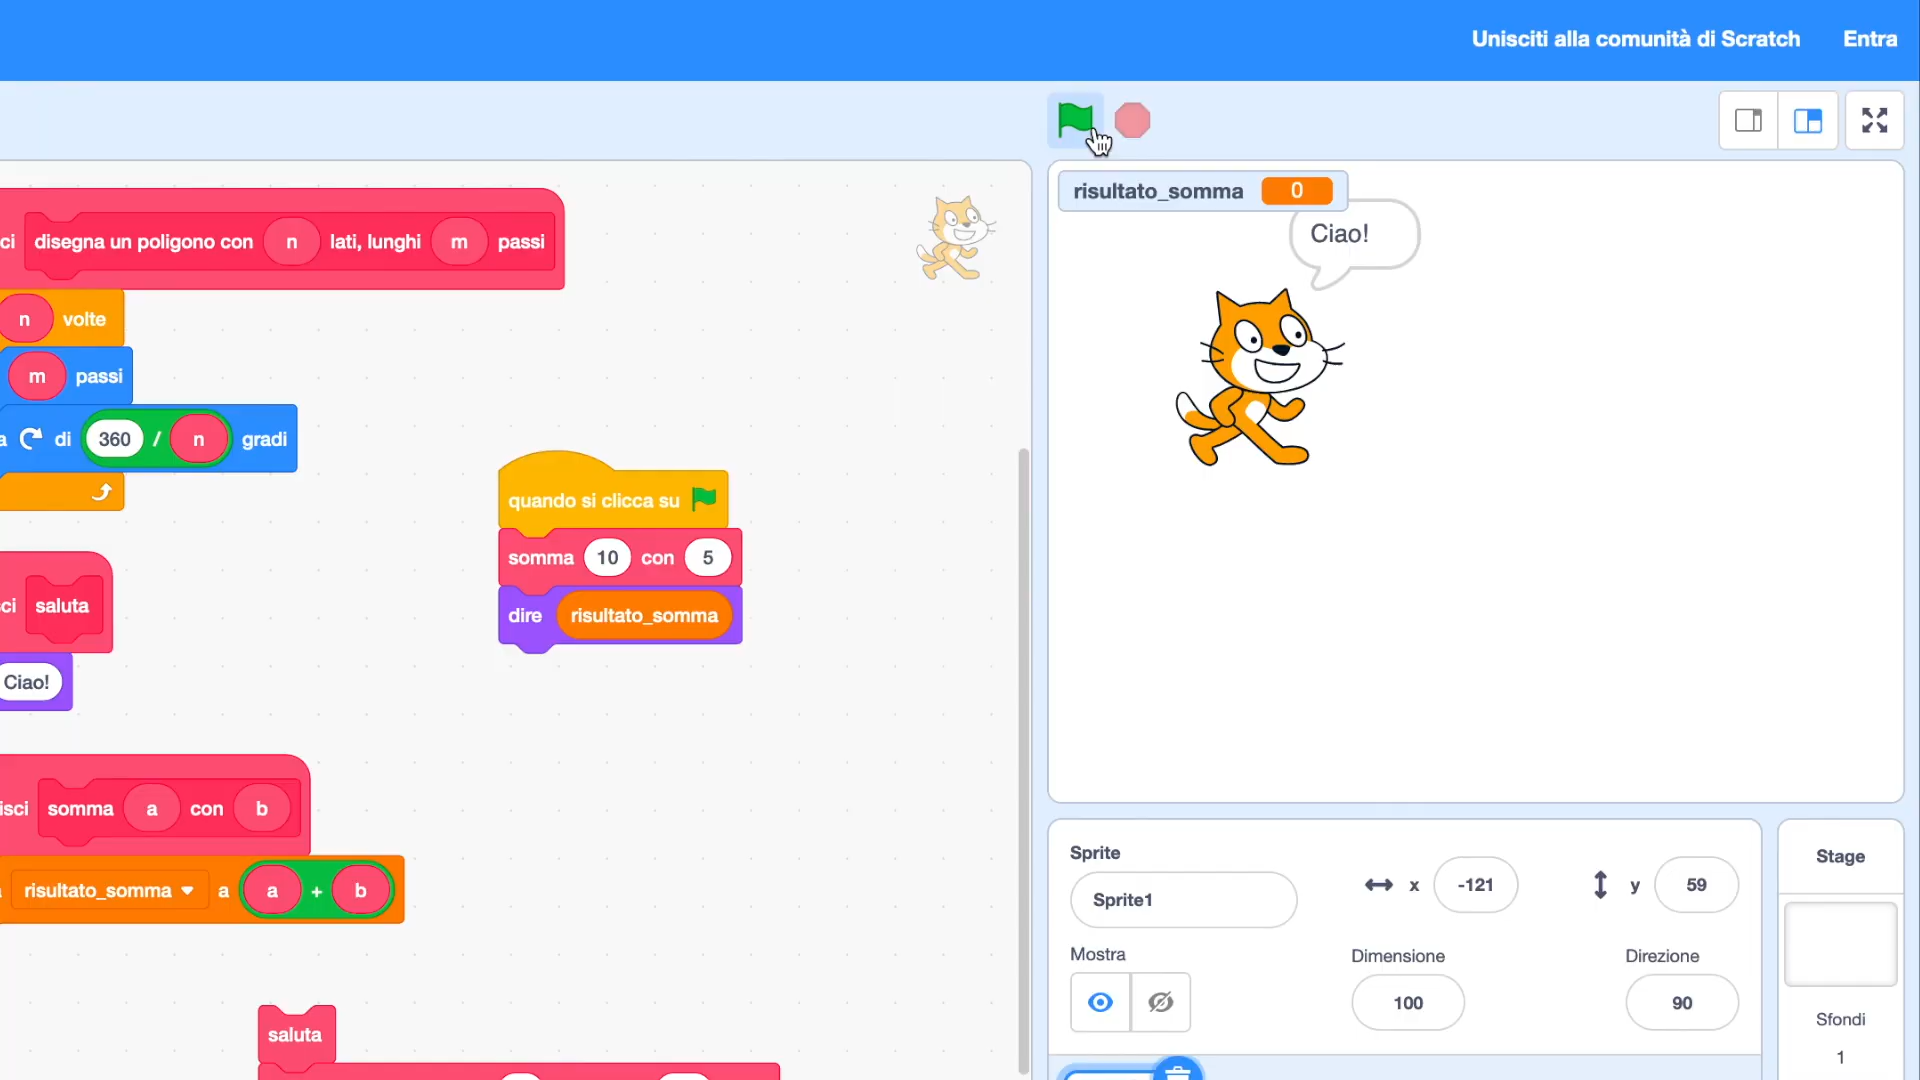 Unisciti alla comunità di Scratch Entra
ci disegna un poligono con n lati, lunghi m passi
n volte
m passi
a di 360 / n gradi
ci saluta
Ciao!
isci somma a con b
risultato_somma a a + b
saluta
quando si clicca su
somma 10 con 5
dire risultato_somma
risultato_somma 0
Ciao!
Sprite
Sprite1
x -121
y 59
Mostra
Dimensione
100
Direzione
90
Stage
Sfondi
1